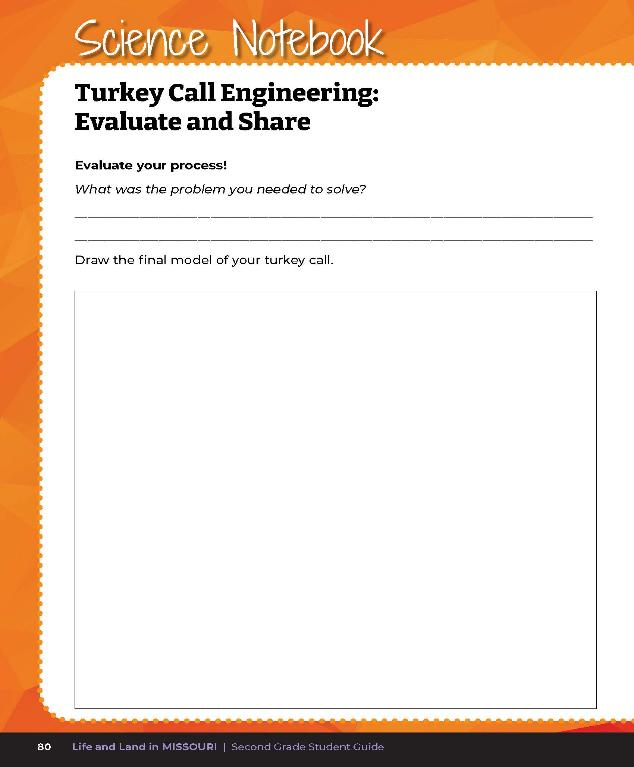 Science Notebook
Turkey Call Engineering:
Evaluate and Share
Evaluate your process!
What was the problem you needed to solve?
Draw the final model of your turkey call.
80 Life and Land in MISSOURI | Second Grade Student Guide